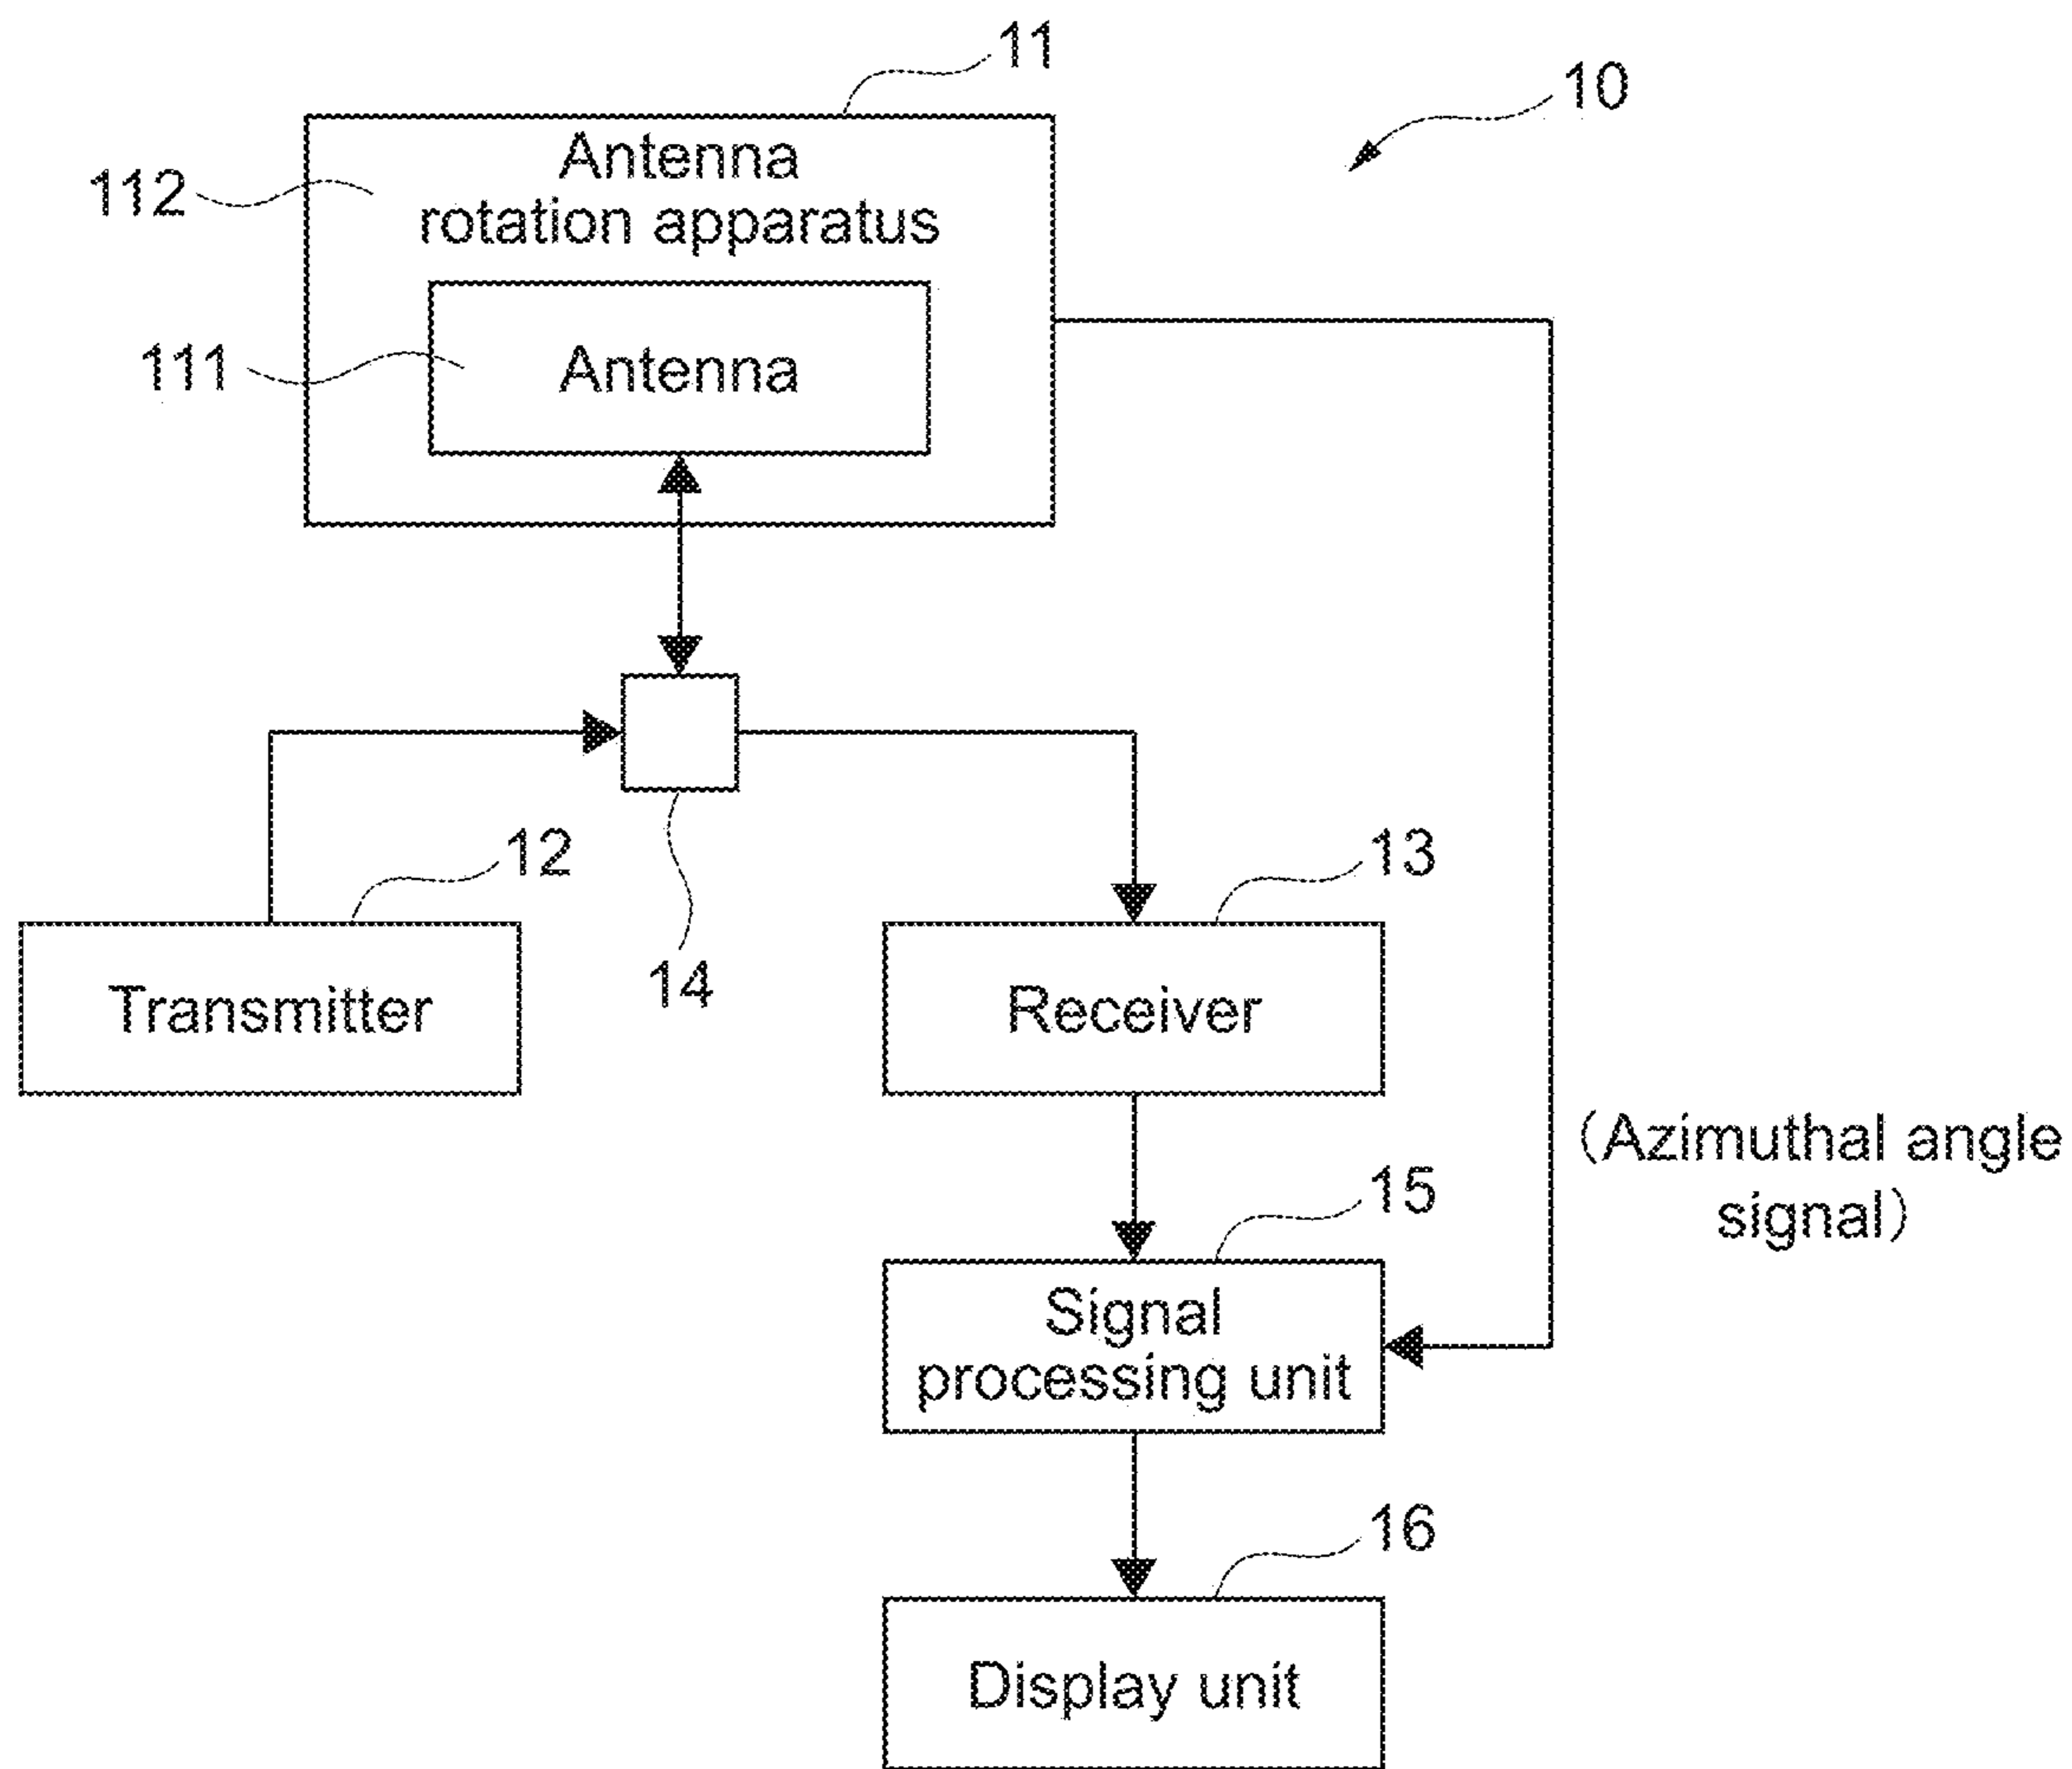 11
10
Antenna
112
rotation apparatus
111
Antenna
12
13
14
Transmitter
Receiver
(Azimuthal angle
signal)
15
Signal
processing unit
16
Display unit